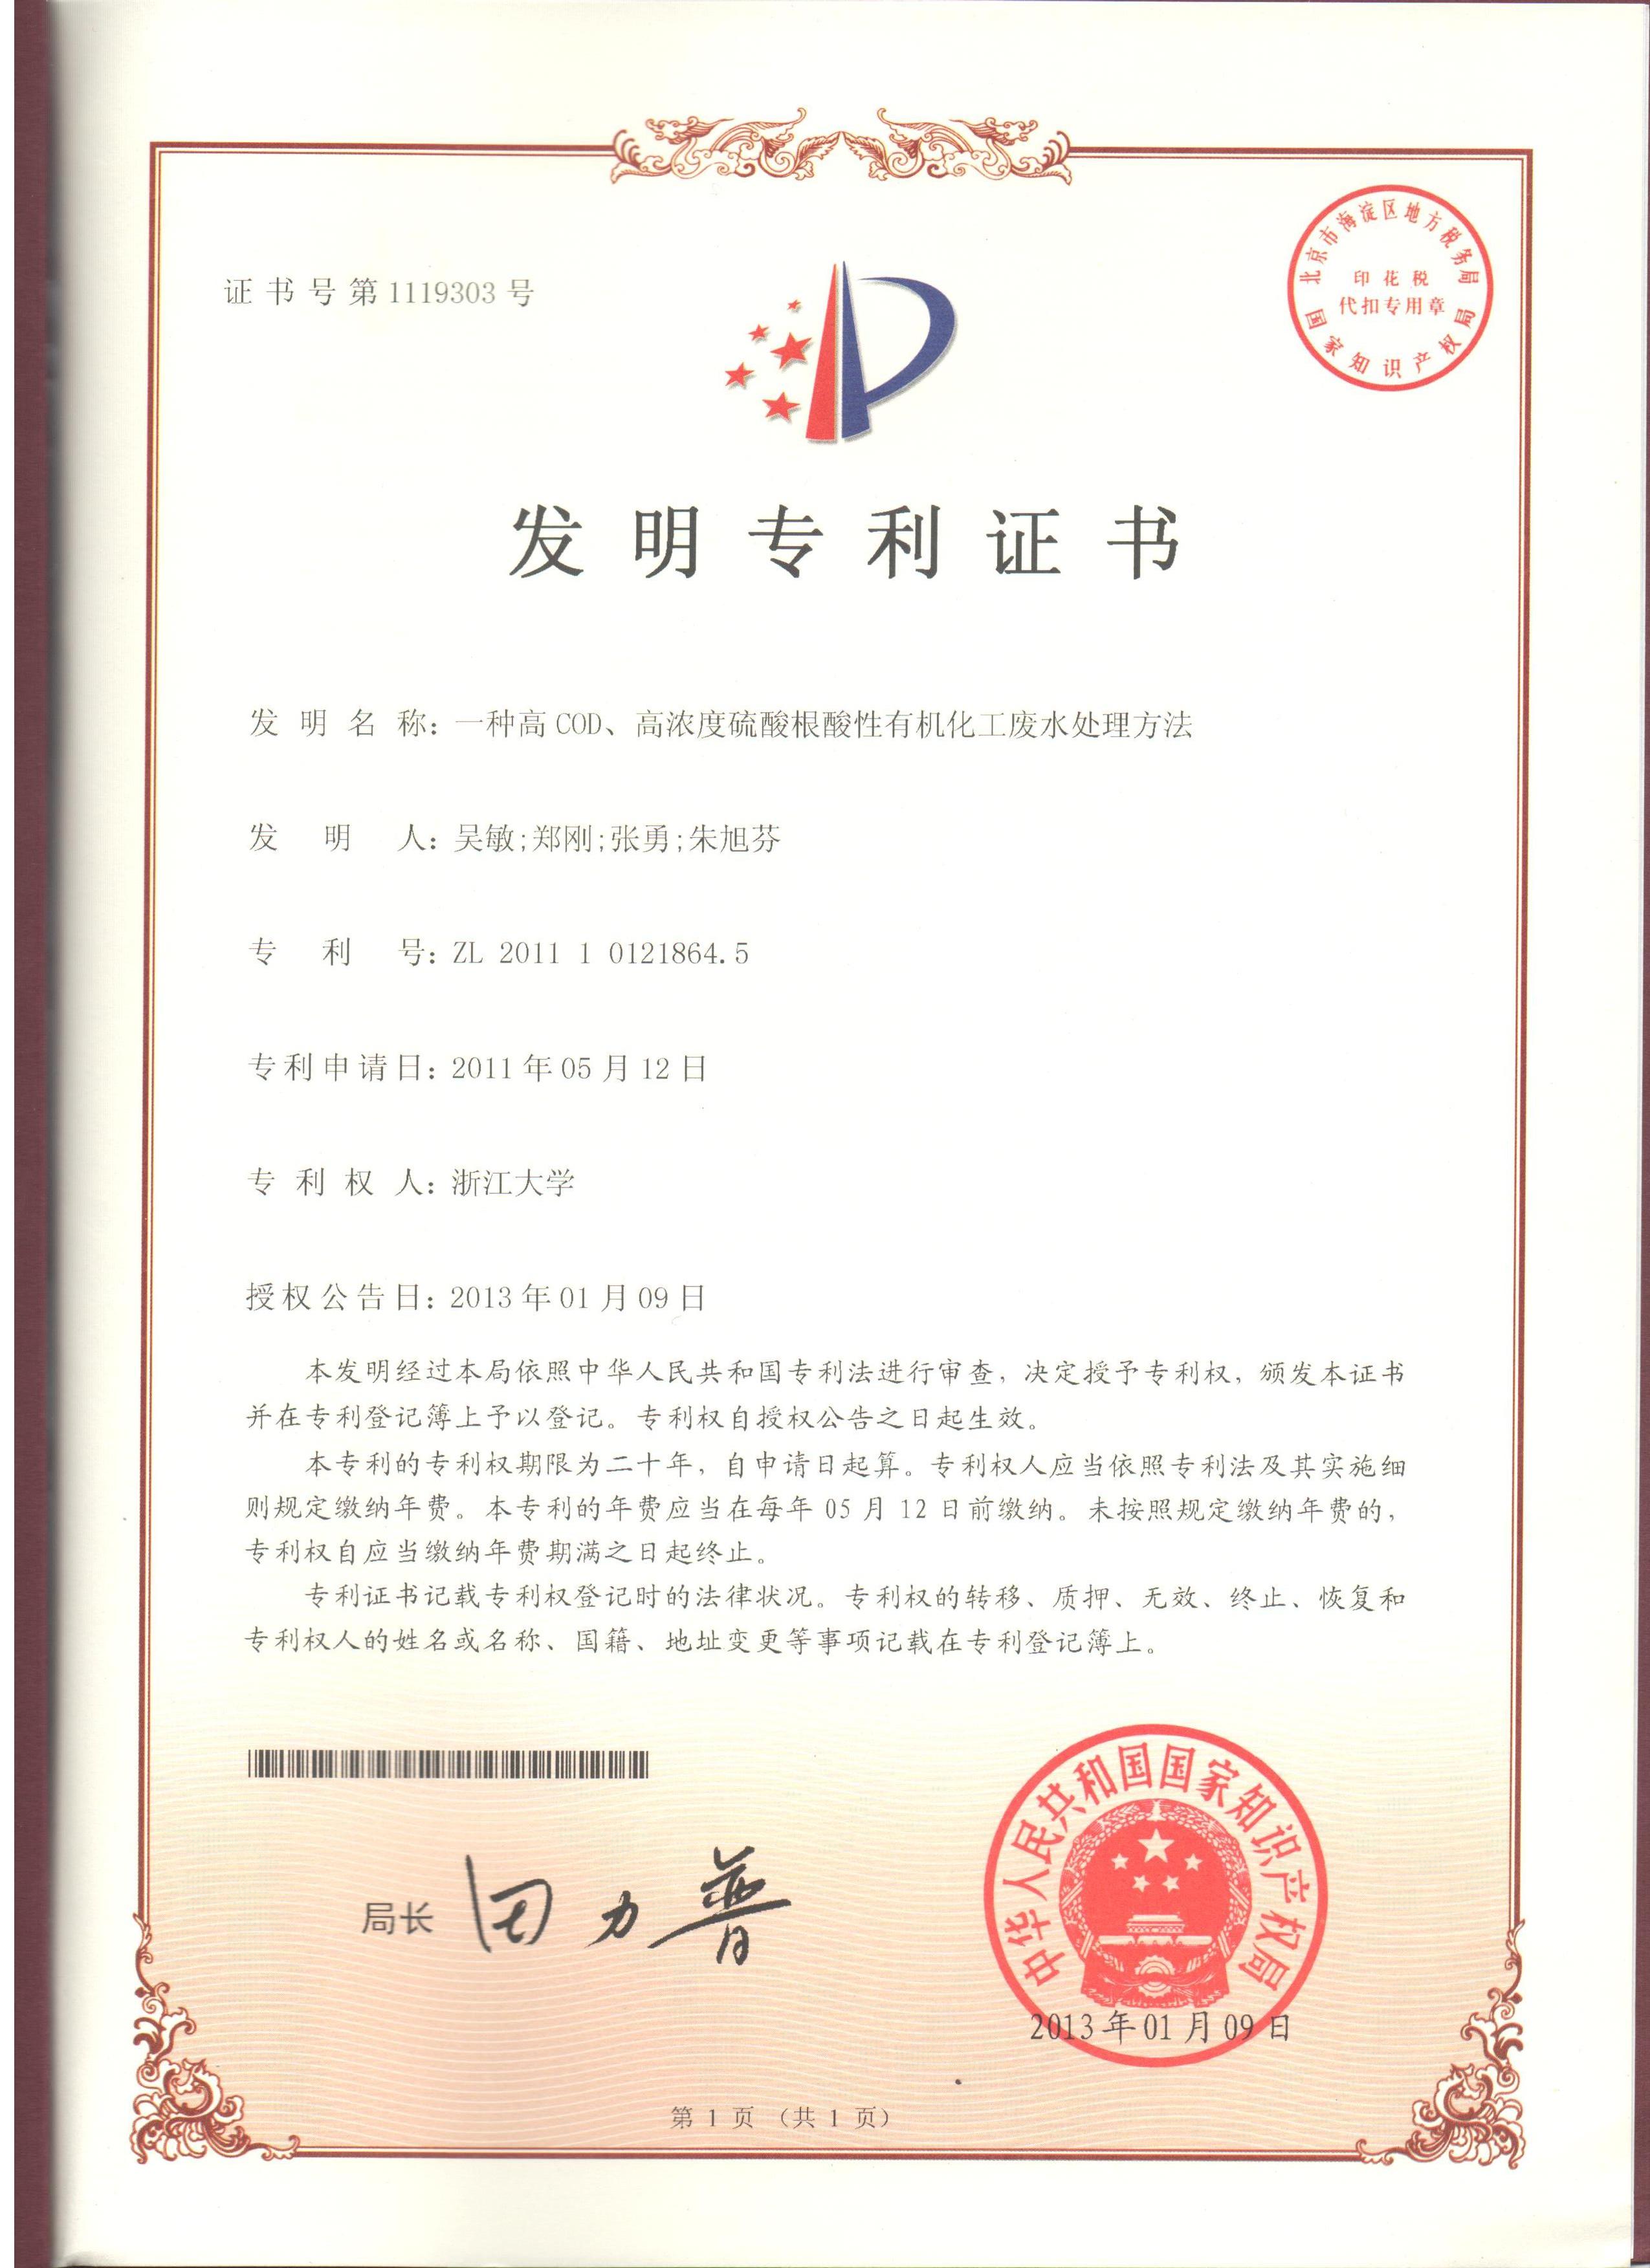 证书号第1119303号
北京市海淀区地方税务局
印花税
代扣专用章
国家知识产权局
发明专利证书
发明名称：一种高COD、高浓度硫酸根酸性有机化工废水处理方法
发明人：吴敏;郑刚;张勇;朱旭芬
专利号：ZL 2011 1 0121864.5
专利申请日：2011年05月12日
专利权人：浙江大学
授权公告日：2013年01月09日
本发明经过本局依照中华人民共和国专利法进行审查，决定授予专利权，颁发本证书
并在专利登记簿上予以登记。专利权自授权公告之日起生效。
本专利的专利权期限为二十年，自申请日起算。专利权人应当依照专利法及其实施细
则规定缴纳年费。本专利的年费应当在每年05月12日前缴纳。未按照规定缴纳年费的，
专利权自应当缴纳年费期满之日起终止。
专利证书记载专利权登记时的法律状况。专利权的转移、质押、无效、终止、恢复和
专利权人的姓名或名称、国籍、地址变更等事项记载在专利登记簿上。
局长 田力普
中华人民共和国国家知识产权局
2013年01月09日
第1页（共1页）